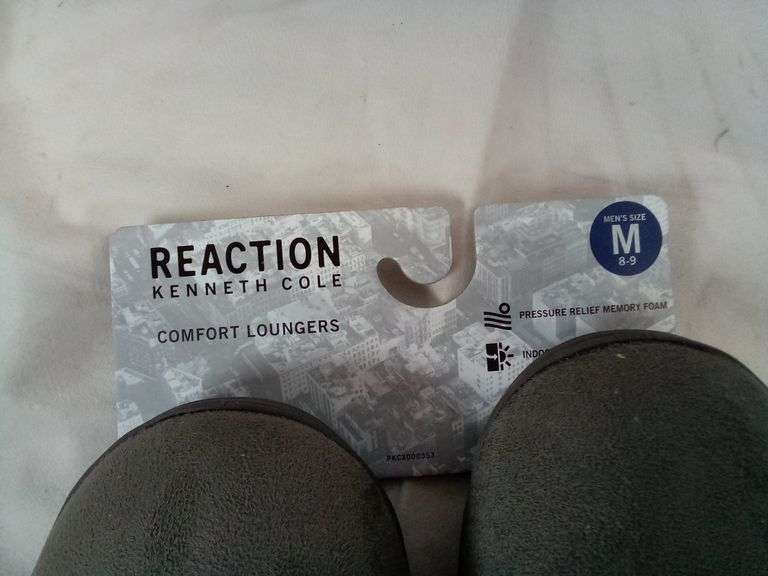 REACTION
KENNETH COLE
COMFORT LOUNGERS
MEN'S SIZE
M
8-9
PRESSURE RELIEF MEMORY FOAM